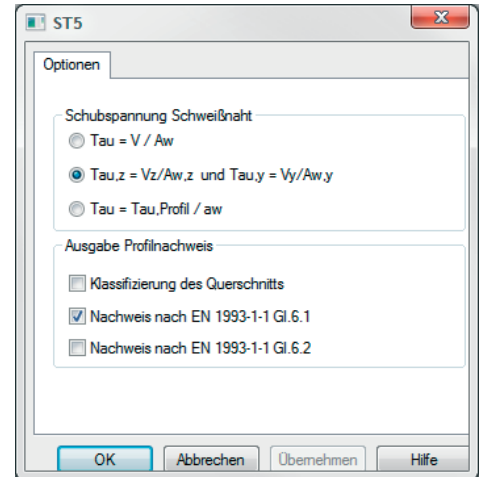 ST5
Optionen
Schubspannung Schweißnaht
Tau = V / Aw
Tau,z = Vz/Aw,z und Tau,y = Vy/Aw,y
Tau = Tau,Profil / aw
Ausgabe Profilnachweis
Klassifizierung des Querschnitts
Nachweis nach EN 1993-1-1 Gl.6.1
Nachweis nach EN 1993-1-1 Gl.6.2
OK Abbrechen Übernehmen Hilfe